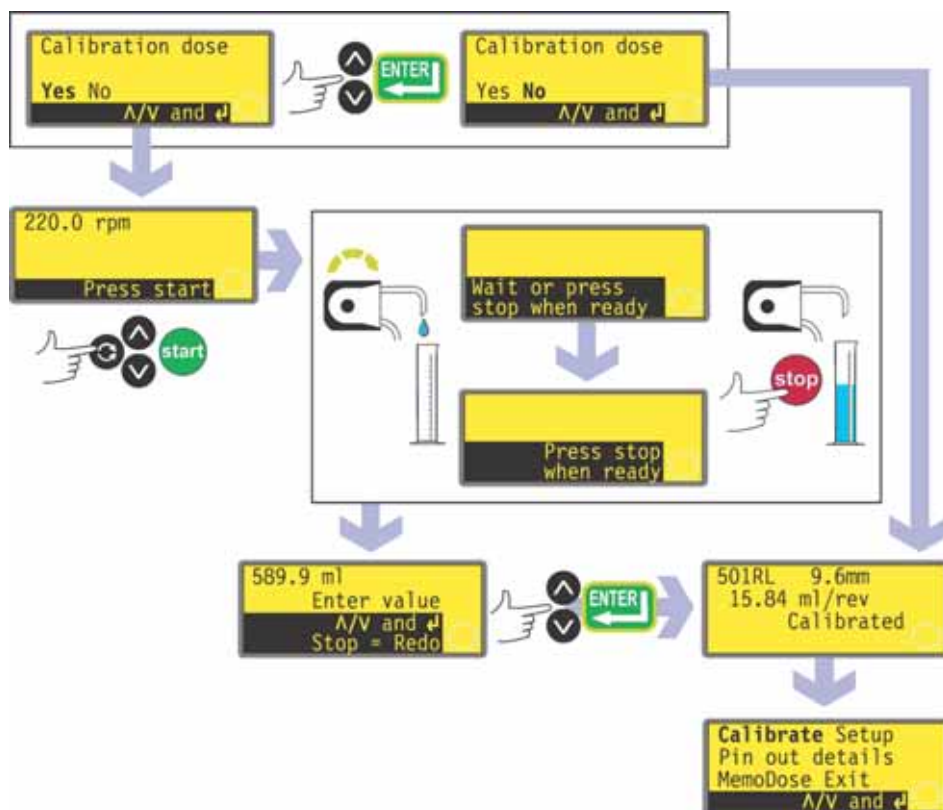 Calibration dose
Yes No
Λ/V and ↲
ENTER
Calibration dose
Yes No
Λ/V and ↲
220.0 rpm
Press start
start
Wait or press
stop when ready
stop
Press stop
when ready
589.9 ml
Enter value
Λ/V and ↲
Stop = Redo
ENTER
501RL 9.6mm
15.84 ml/rev
Calibrated
Calibrate Setup
Pin out details
MemoDose Exit
Λ/V and ↲